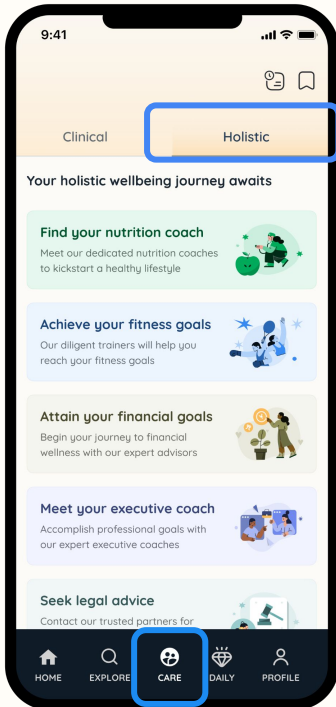 9:41
Clinical
Holistic
Your holistic wellbeing journey awaits
Find your nutrition coach
Meet our dedicated nutrition coaches
to kickstart a healthy lifestyle
Achieve your fitness goals
Our diligent trainers will help you
reach your fitness goals
Attain your financial goals
Begin your journey to financial
wellness with our expert advisors
Meet your executive coach
Accomplish professional goals with
our expert executive coaches
Seek legal advice
Contact our trusted partners for
HOME
EXPLORE
CARE
DAILY
PROFILE